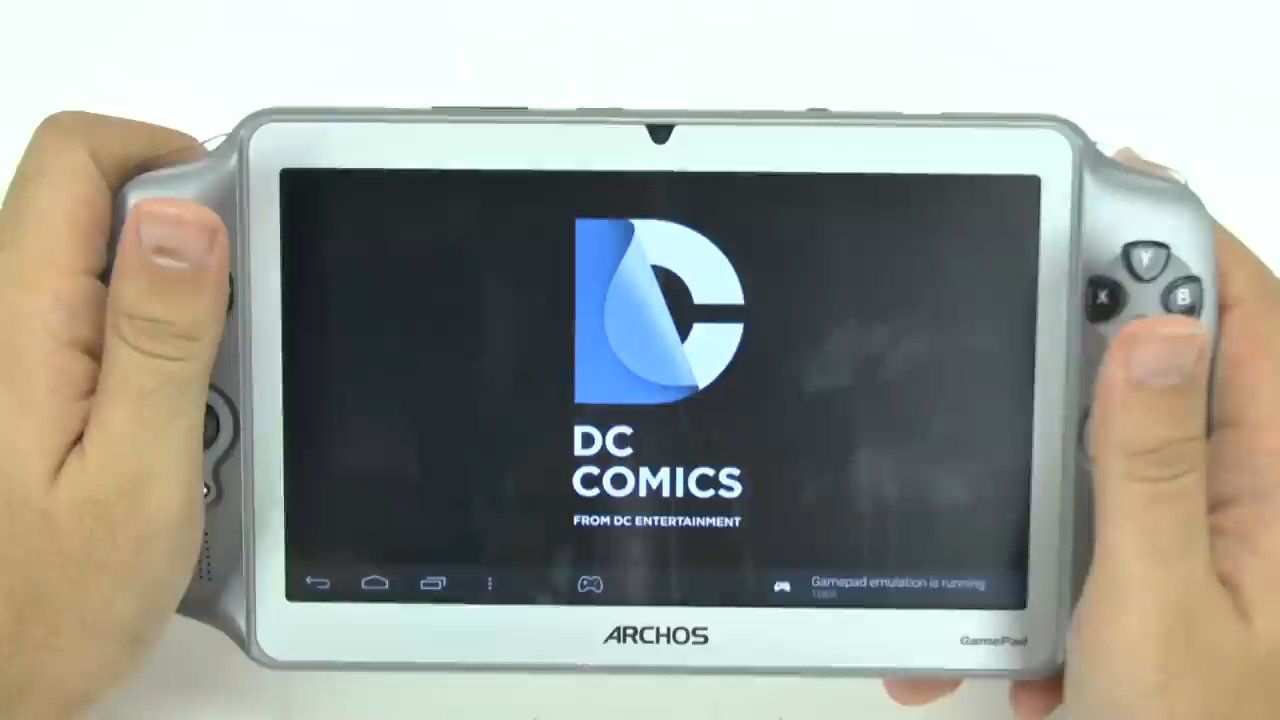 Y
X
B
DC
COMICS
FROM DC ENTERTAINMENT
Gamepad emulation is running
ARCHOS
GamePad